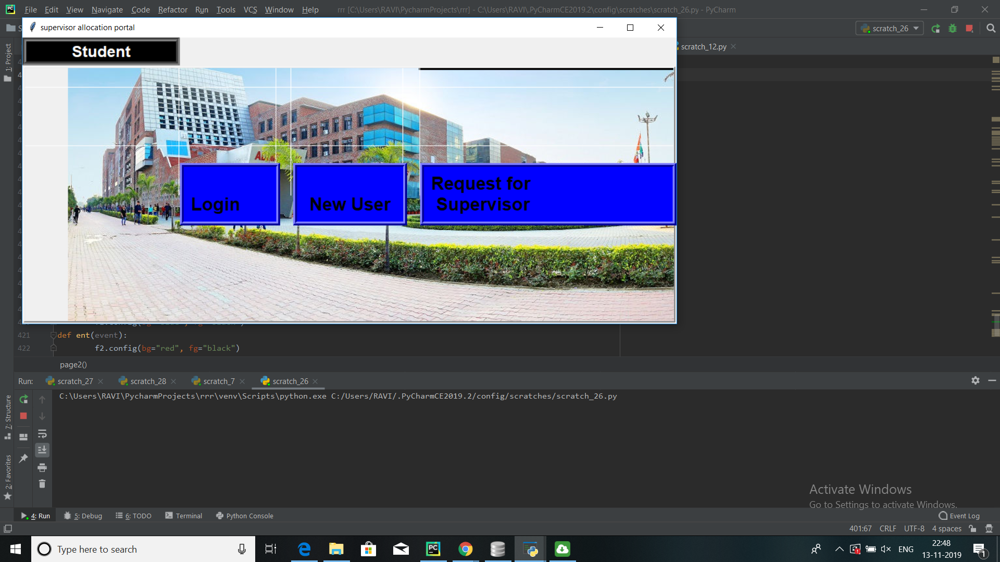 File Edit View Navigate Code Refactor Run Tools VCS Window Help rrr [C:\Users\RAVI\PycharmProjects\rrr] - C:\Users\RAVI\.PyCharmCE2019.2\config\scratches\scratch_26.py - PyCharm
supervisor allocation portal
scratch_26
scratch_12.py
Student
1: Project
Login
New User
Request for
Supervisor
421 def ent(event):
422 f2.config(bg="red", fg="black")
page2()
Run: scratch_27 scratch_28 scratch_7 scratch_26
C:\Users\RAVI\PycharmProjects\rrr\venv\Scripts\python.exe C:/Users/RAVI/.PyCharmCE2019.2/config/scratches/scratch_26.py
7: Structure
2: Favorites
Activate Windows
Go to Settings to activate Windows.
4: Run 5: Debug 6: TODO Terminal Python Console Event Log
401:67 CRLF UTF-8 4 spaces
Type here to search
ENG
22:48
13-11-2019
1